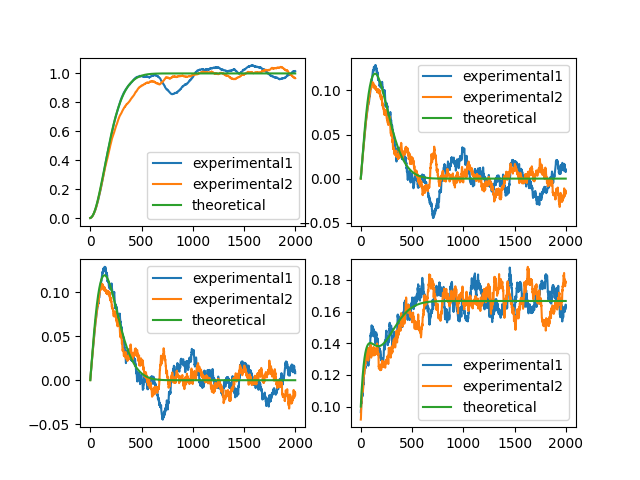 1.0
0.8
0.6
0.4
0.2
0.0
experimental1
experimental2
theoretical
0 500 1000 1500 2000
0.10
0.05
0.00
−0.05
experimental1
experimental2
theoretical
0 500 1000 1500 2000
0.10
0.05
0.00
−0.05
experimental1
experimental2
theoretical
0 500 1000 1500 2000
0.18
0.16
0.14
0.12
0.10
experimental1
experimental2
theoretical
0 500 1000 1500 2000